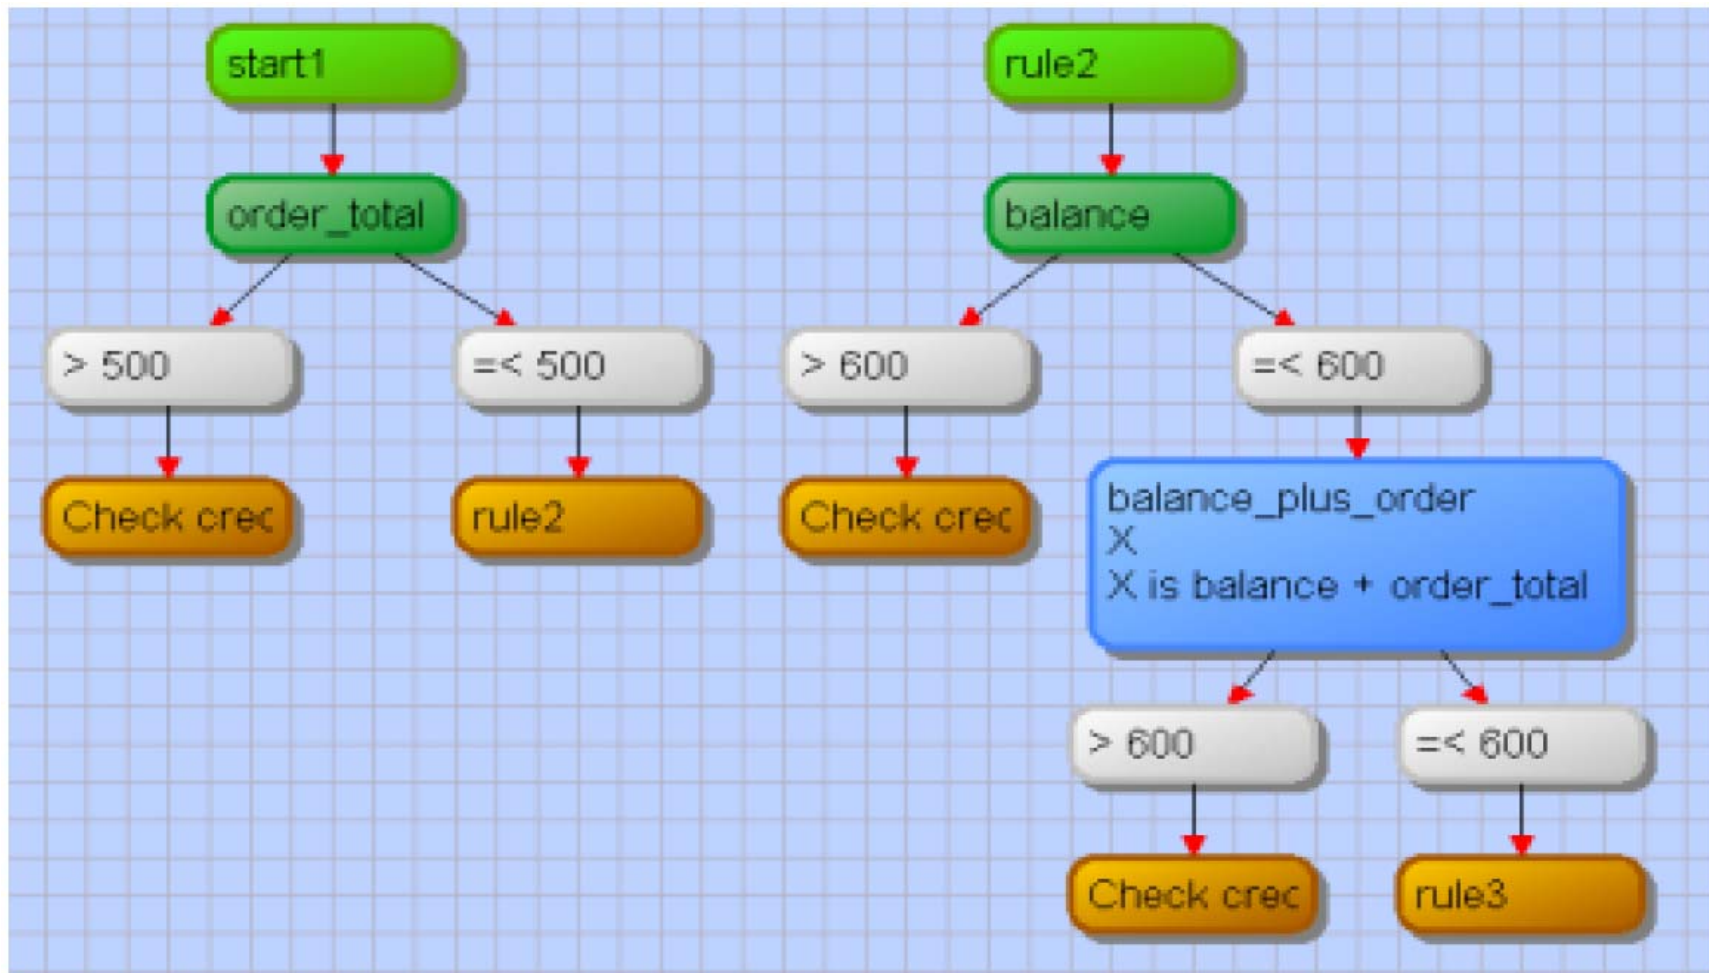 start1
order_total
> 500
=< 500
Check crec
rule2
rule2
balance
> 600
=< 600
Check crec
balance_plus_order
X
X is balance + order_total
> 600
=< 600
Check crec
rule3